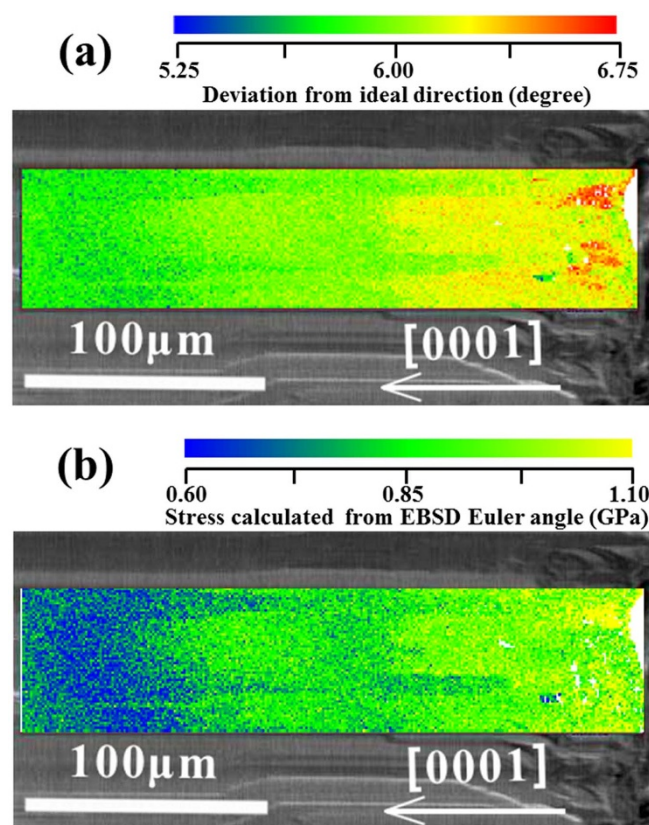 (a)
5.25 6.00 6.75
Deviation from ideal direction (degree)
100μm [0001]
(b)
0.60 0.85 1.10
Stress calculated from EBSD Euler angle (GPa)
100μm [0001]